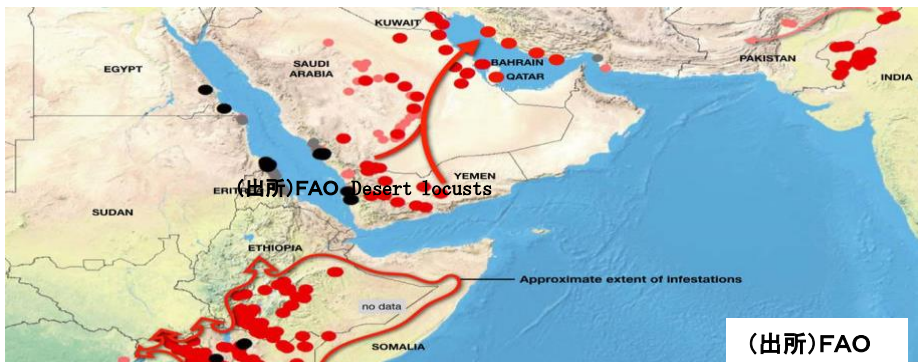 KUWAIT
PAKISTAN
EGYPT
SAUDI
ARABIA
BAHRAIN
QATAR
INDIA
YEMEN
(出所)FAO Desert locusts
SUDAN
ETHIOPIA
Approximate extent of infestations
no data
SOMALIA
(出所)FAO